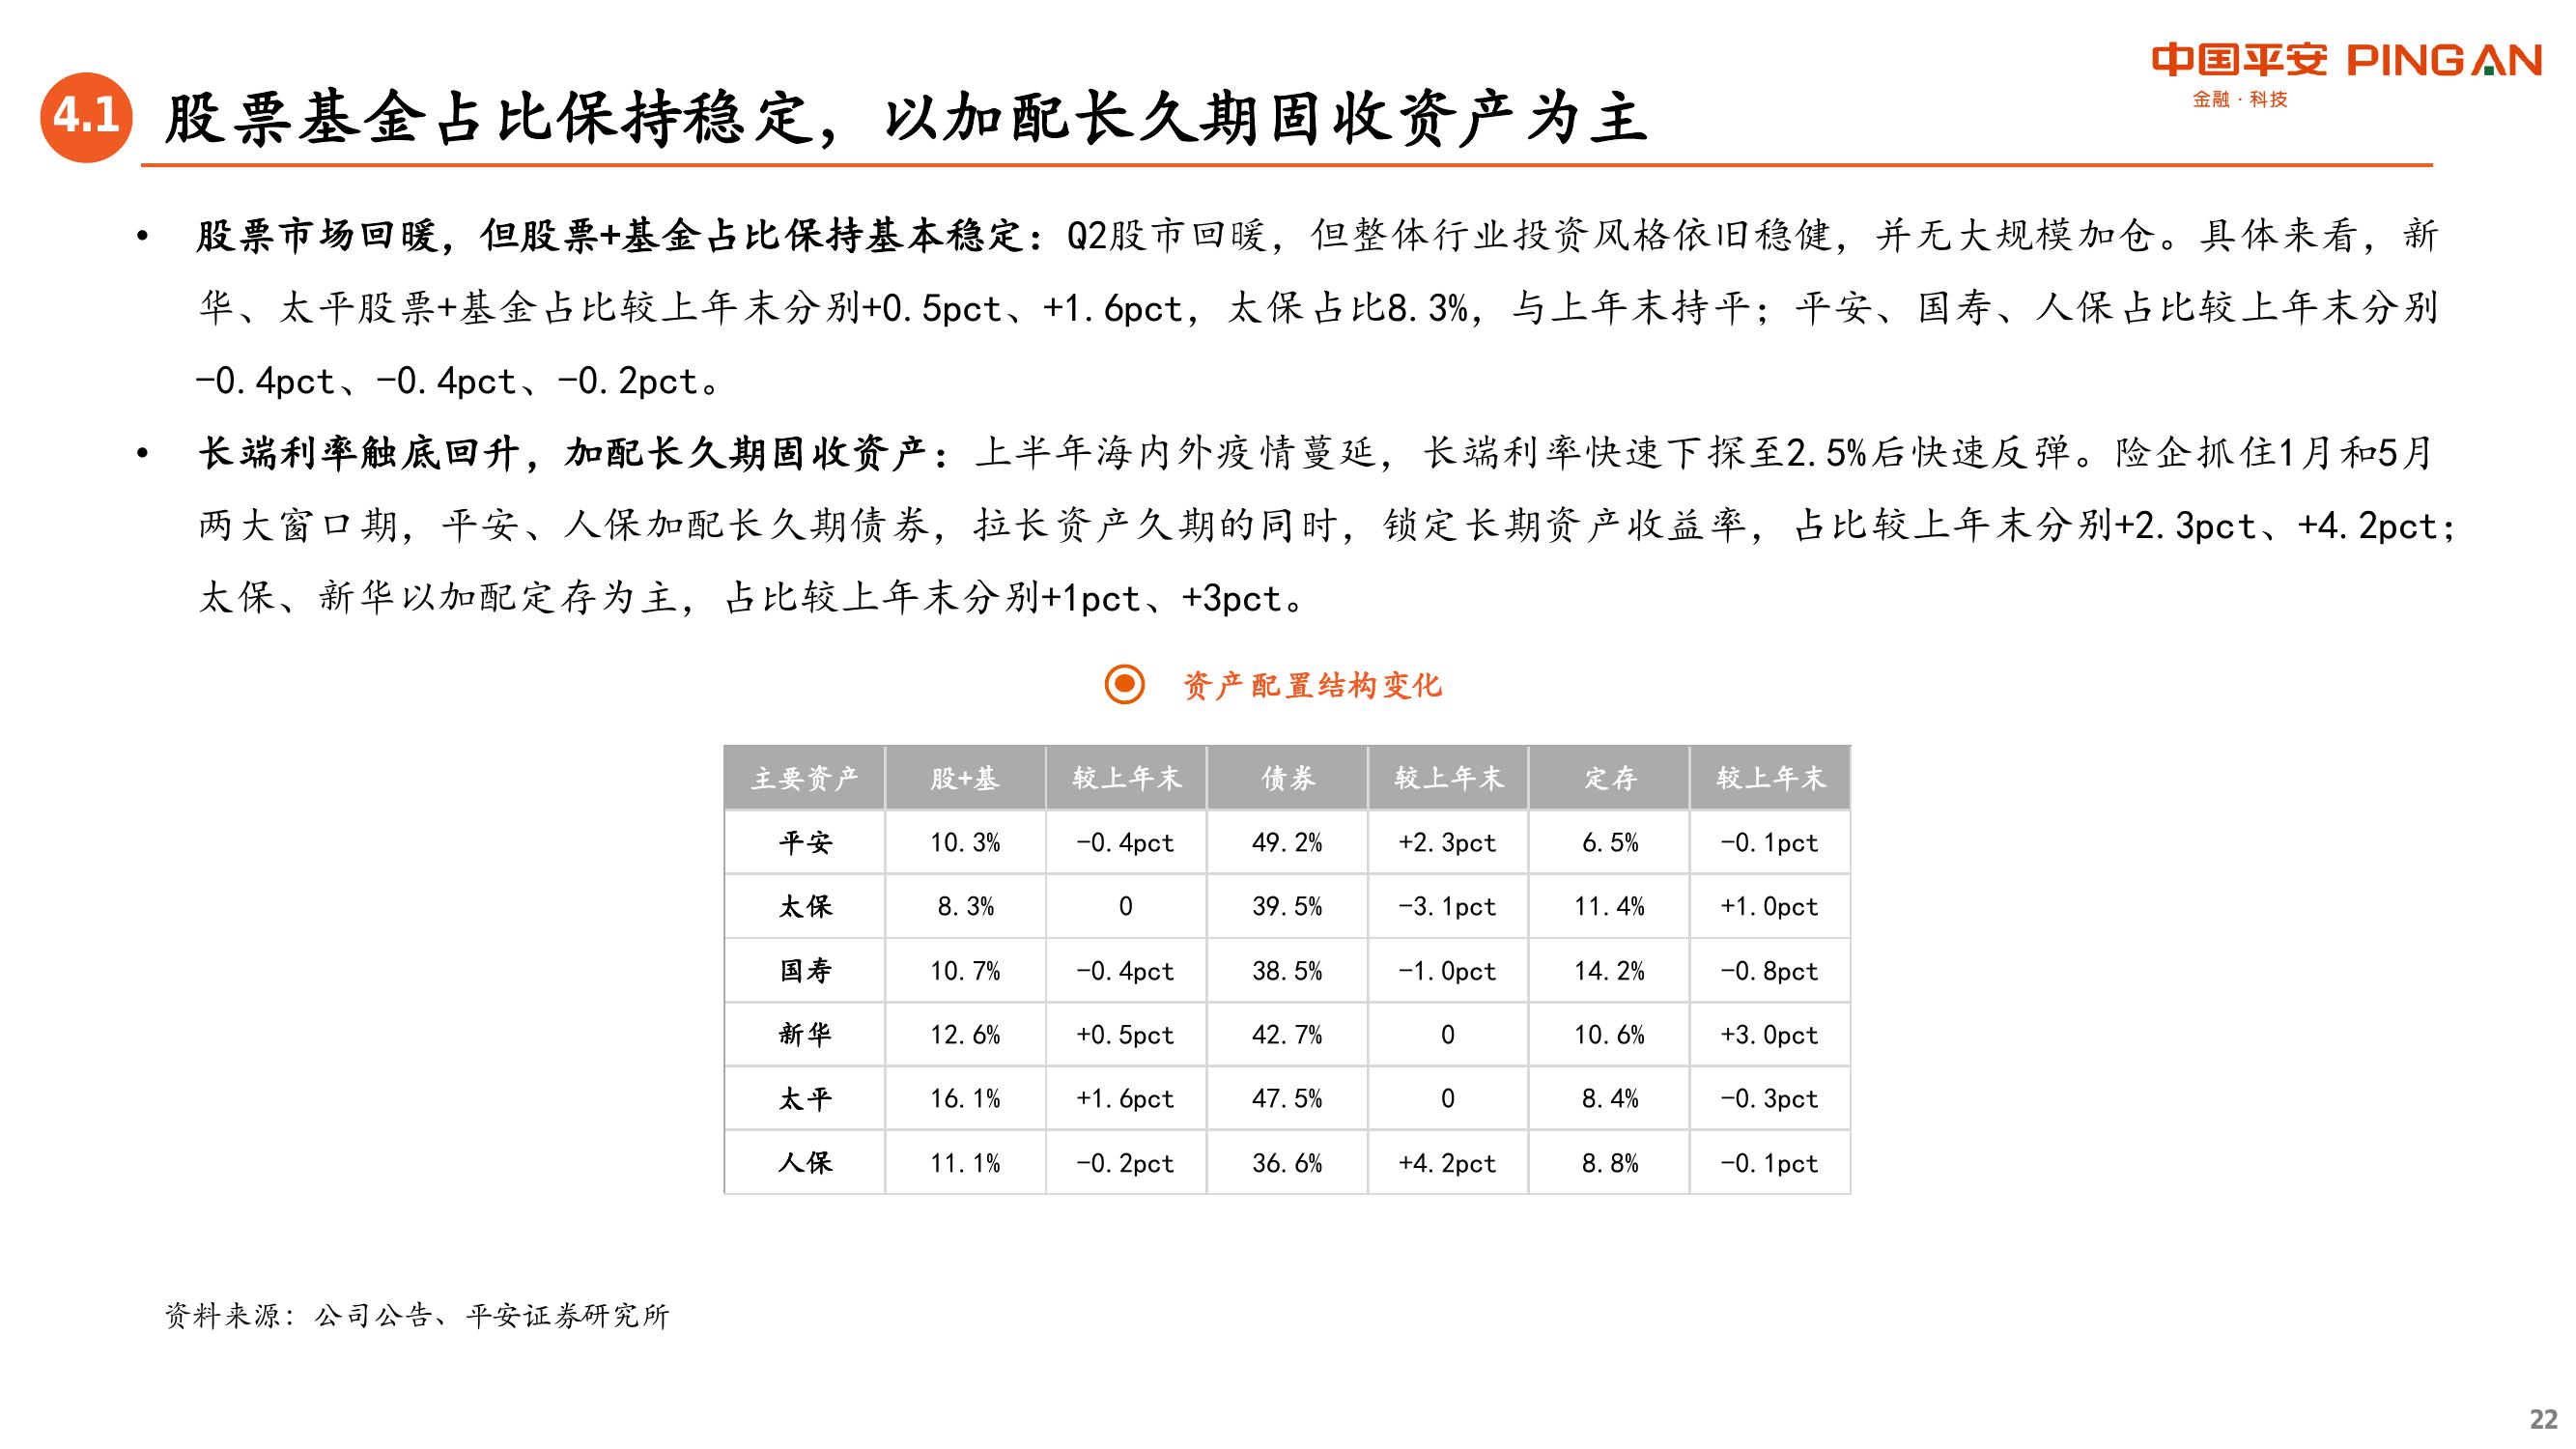 中国平安 PINGAN
金融·科技
4.1 股票基金占比保持稳定，以加配长久期固收资产为主
• 股票市场回暖，但股票+基金占比保持基本稳定：Q2股市回暖，但整体行业投资风格依旧稳健，并无大规模加仓。具体来看，新
华、太平股票+基金占比较上年末分别+0.5pct、+1.6pct，太保占比8.3%，与上年末持平；平安、国寿、人保占比较上年末分别
-0.4pct、-0.4pct、-0.2pct。
• 长端利率触底回升，加配长久期固收资产：上半年海内外疫情蔓延，长端利率快速下探至2.5%后快速反弹。险企抓住1月和5月
两大窗口期，平安、人保加配长久期债券，拉长资产久期的同时，锁定长期资产收益率，占比较上年末分别+2.3pct、+4.2pct；
太保、新华以加配定存为主，占比较上年末分别+1pct、+3pct。
资产配置结构变化
主要资产 股+基 较上年末 债券 较上年末 定存 较上年末
平安 10.3% -0.4pct 49.2% +2.3pct 6.5% -0.1pct
太保 8.3% 0 39.5% -3.1pct 11.4% +1.0pct
国寿 10.7% -0.4pct 38.5% -1.0pct 14.2% -0.8pct
新华 12.6% +0.5pct 42.7% 0 10.6% +3.0pct
太平 16.1% +1.6pct 47.5% 0 8.4% -0.3pct
人保 11.1% -0.2pct 36.6% +4.2pct 8.8% -0.1pct
资料来源：公司公告、平安证券研究所
22